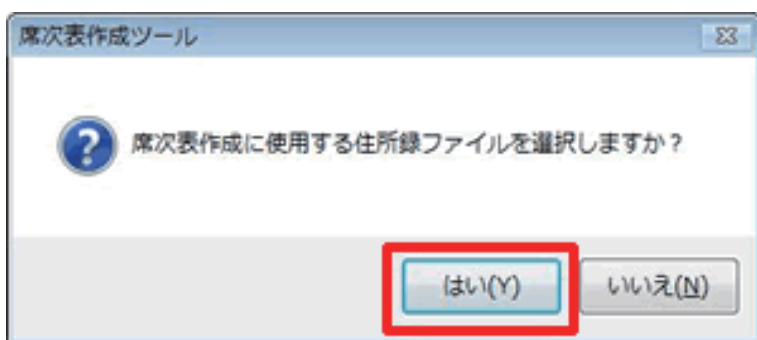 席次表作成ツール
席次表作成に使用する住所録ファイルを選択しますか？
はい(Y)
いいえ(N)